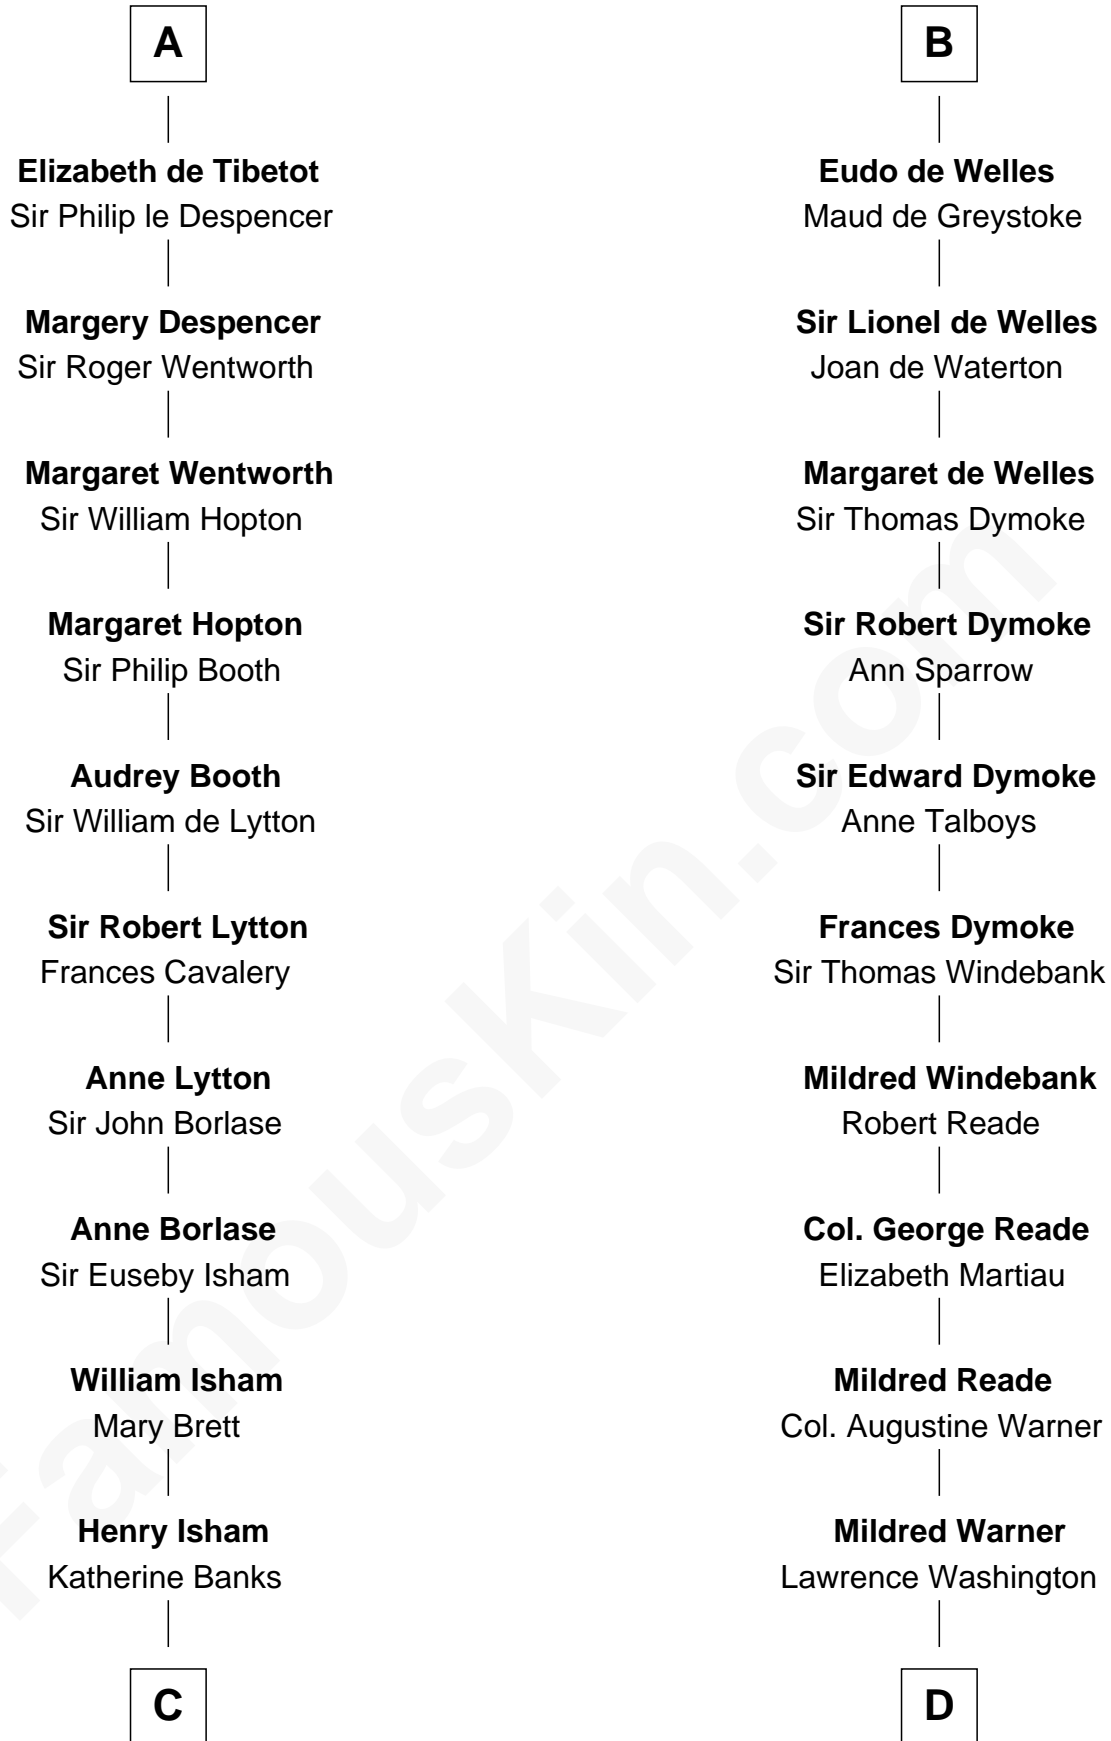 A
Elizabeth de Tibetot
Sir Philip le Despencer
Margery Despencer
Sir Roger Wentworth
Margaret Wentworth
Sir William Hopton
Margaret Hopton
Sir Philip Booth
Audrey Booth
Sir William de Lytton
Sir Robert Lytton
Frances Cavalery
Anne Lytton
Sir John Borlase
Anne Borlase
Sir Euseby Isham
William Isham
Mary Brett
Henry Isham
Katherine Banks
C
B
Eudo de Welles
Maud de Greystoke
Sir Lionel de Welles
Joan de Waterton
Margaret de Welles
Sir Thomas Dymoke
Sir Robert Dymoke
Ann Sparrow
Sir Edward Dymoke
Anne Talboys
Frances Dymoke
Sir Thomas Windebank
Mildred Windebank
Robert Reade
Col. George Reade
Elizabeth Martiau
Mildred Reade
Col. Augustine Warner
Mildred Warner
Lawrence Washington
D
FamousKin.com